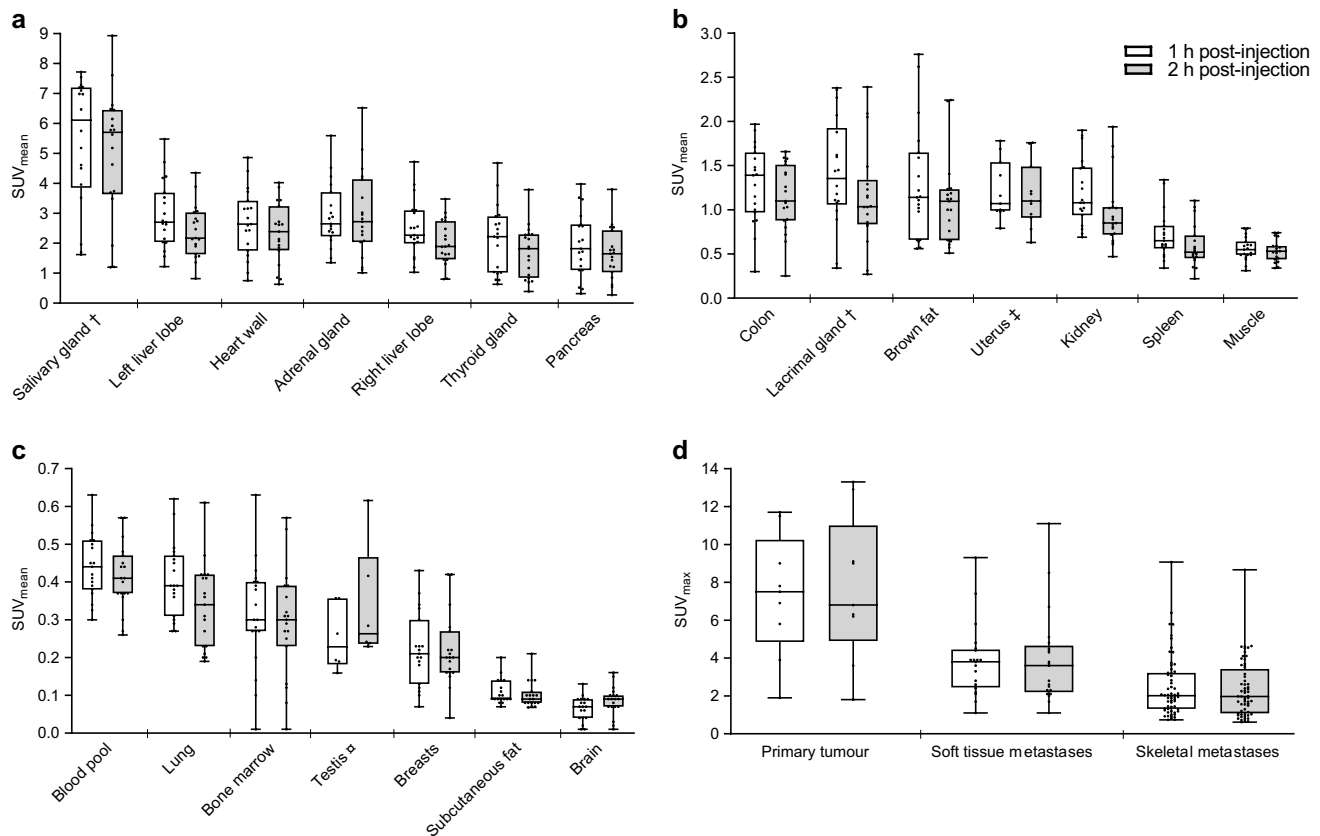 a
9
8
7
6
5
4
3
2
1
0
SUVmean
Salivary gland †
Left liver lobe
Heart wall
Adrenal gland
Right liver lobe
Thyroid gland
Pancreas
b
3.0
2.5
2.0
1.5
1.0
0.5
0.0
SUVmean
1 h post-injection
2 h post-injection
Colon
Lacrimal gland †
Brown fat
Uterus ‡
Kidney
Spleen
Muscle
c
0.7
0.6
0.5
0.4
0.3
0.2
0.1
0.0
SUVmean
Blood pool
Lung
Bone marrow
Testis ¤
Breasts
Subcutaneous fat
Brain
d
14
12
10
8
6
4
2
0
SUVmax
Primary tumour
Soft tissue metastases
Skeletal metastases